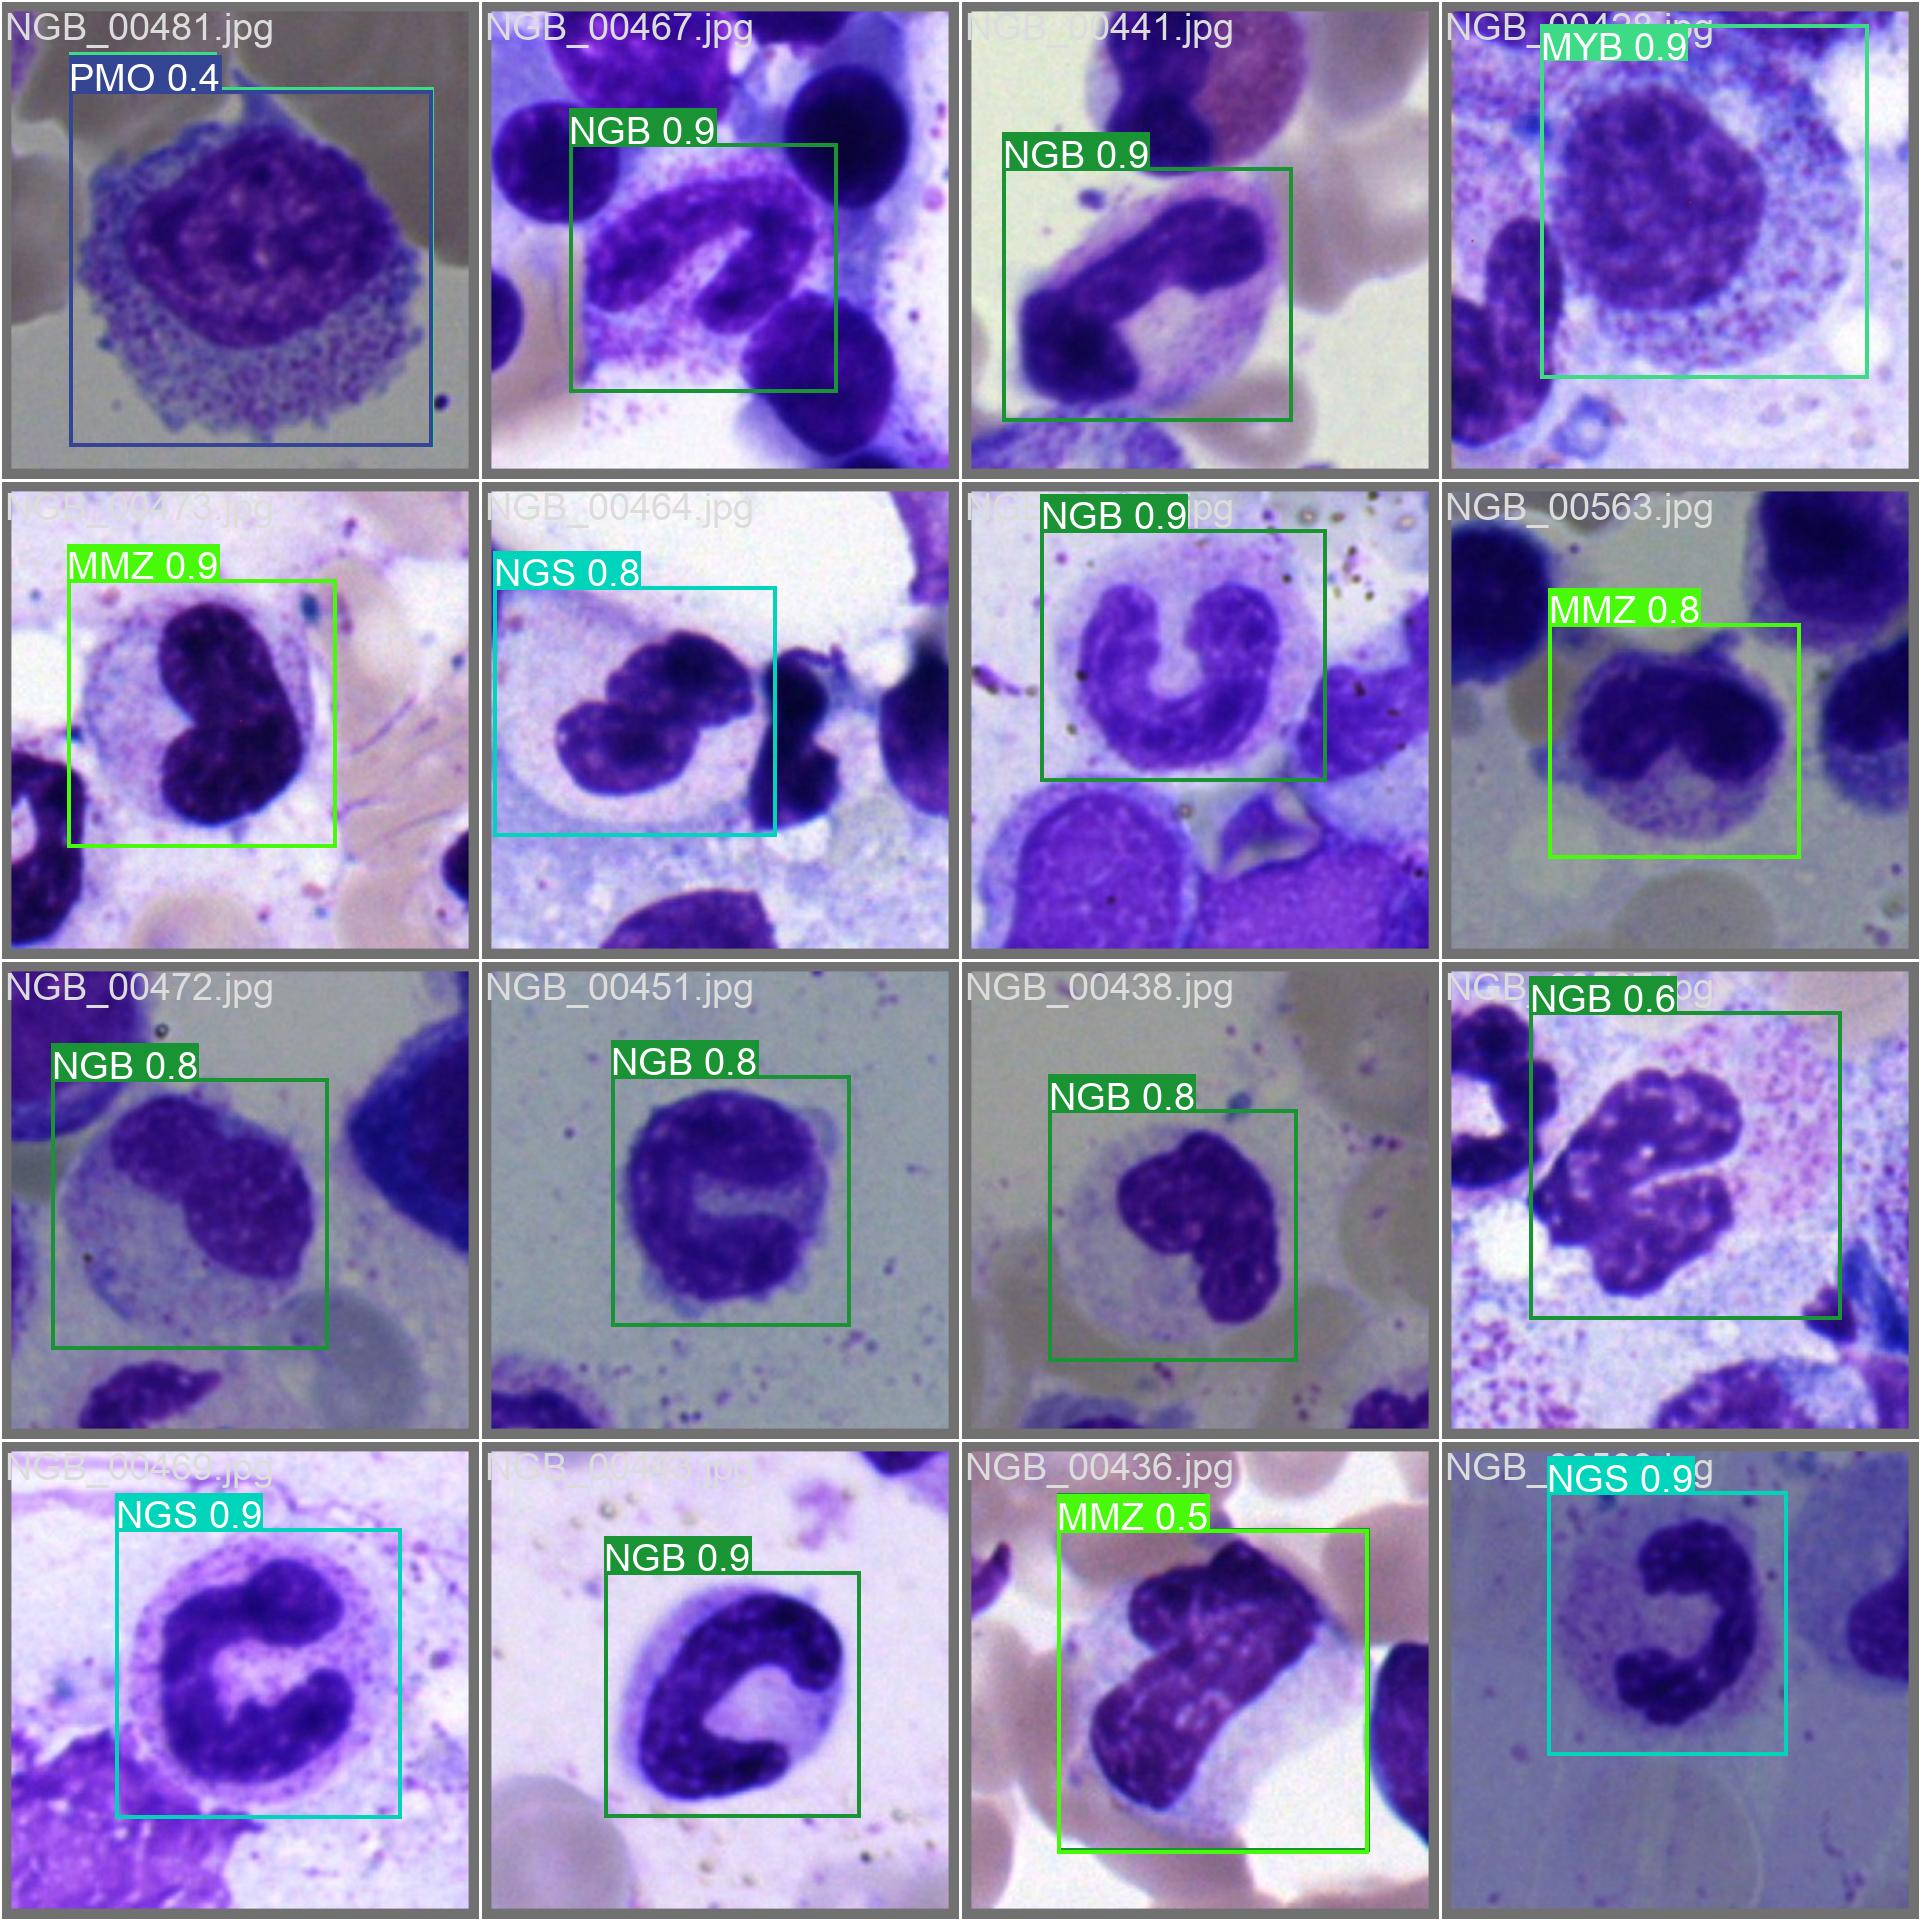 NGB_00481.jpg
PMO 0.4
NGB_00467.jpg
NGB 0.9
NGB_00441.jpg
NGB 0.9
MYB 0.9
NGB_00473.jpg
MMZ 0.9
NGB_00464.jpg
NGS 0.8
NGB 0.9
NGB_00563.jpg
MMZ 0.8
NGB_00472.jpg
NGB 0.8
NGB_00451.jpg
NGB 0.8
NGB_00438.jpg
NGB 0.8
NGB 0.6
NGB_00469.jpg
NGS 0.9
NGB 0.9
NGB_00436.jpg
MMZ 0.5
NGS 0.9